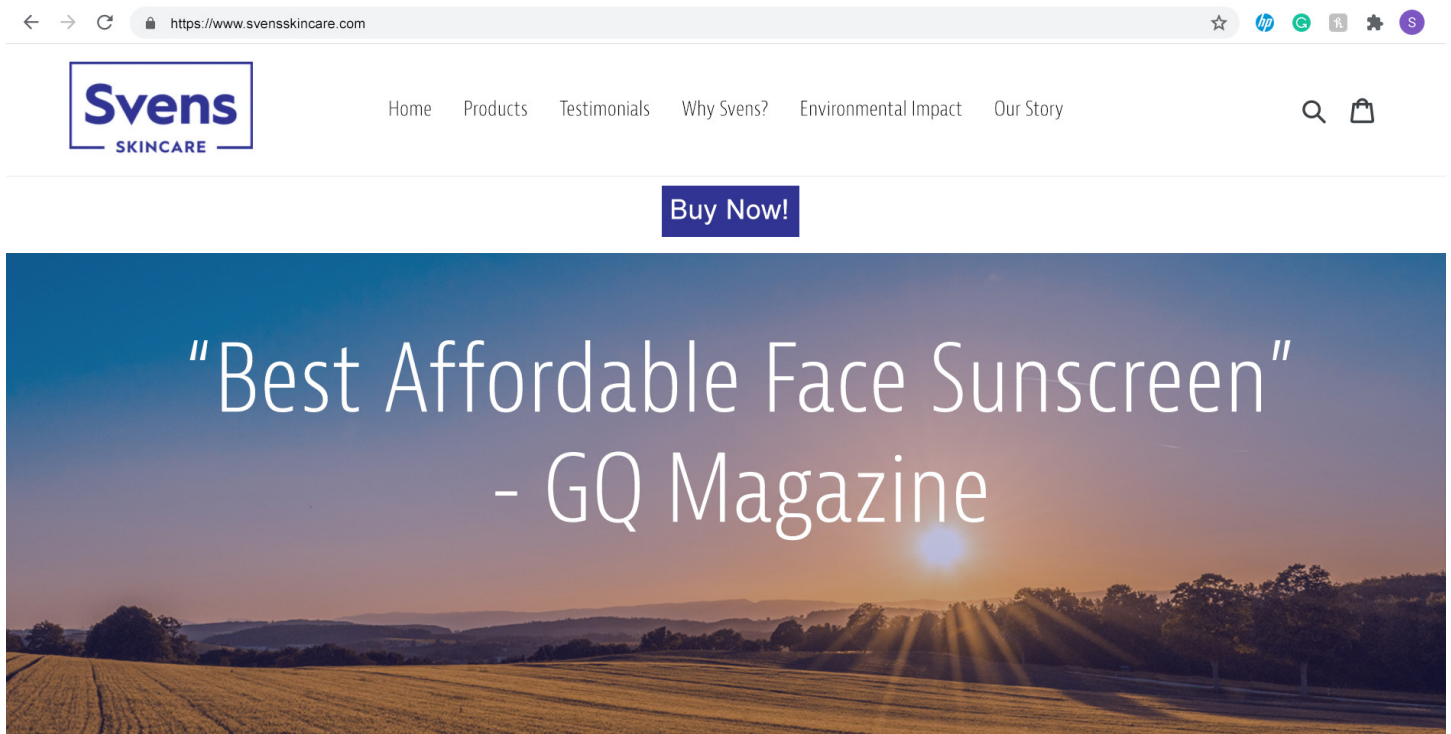 https://www.svensskincare.com
hp
G
h
S
Svens
SKINCARE
Home Products Testimonials Why Svens? Environmental Impact Our Story
Buy Now!
“Best Affordable Face Sunscreen”
- GQ Magazine